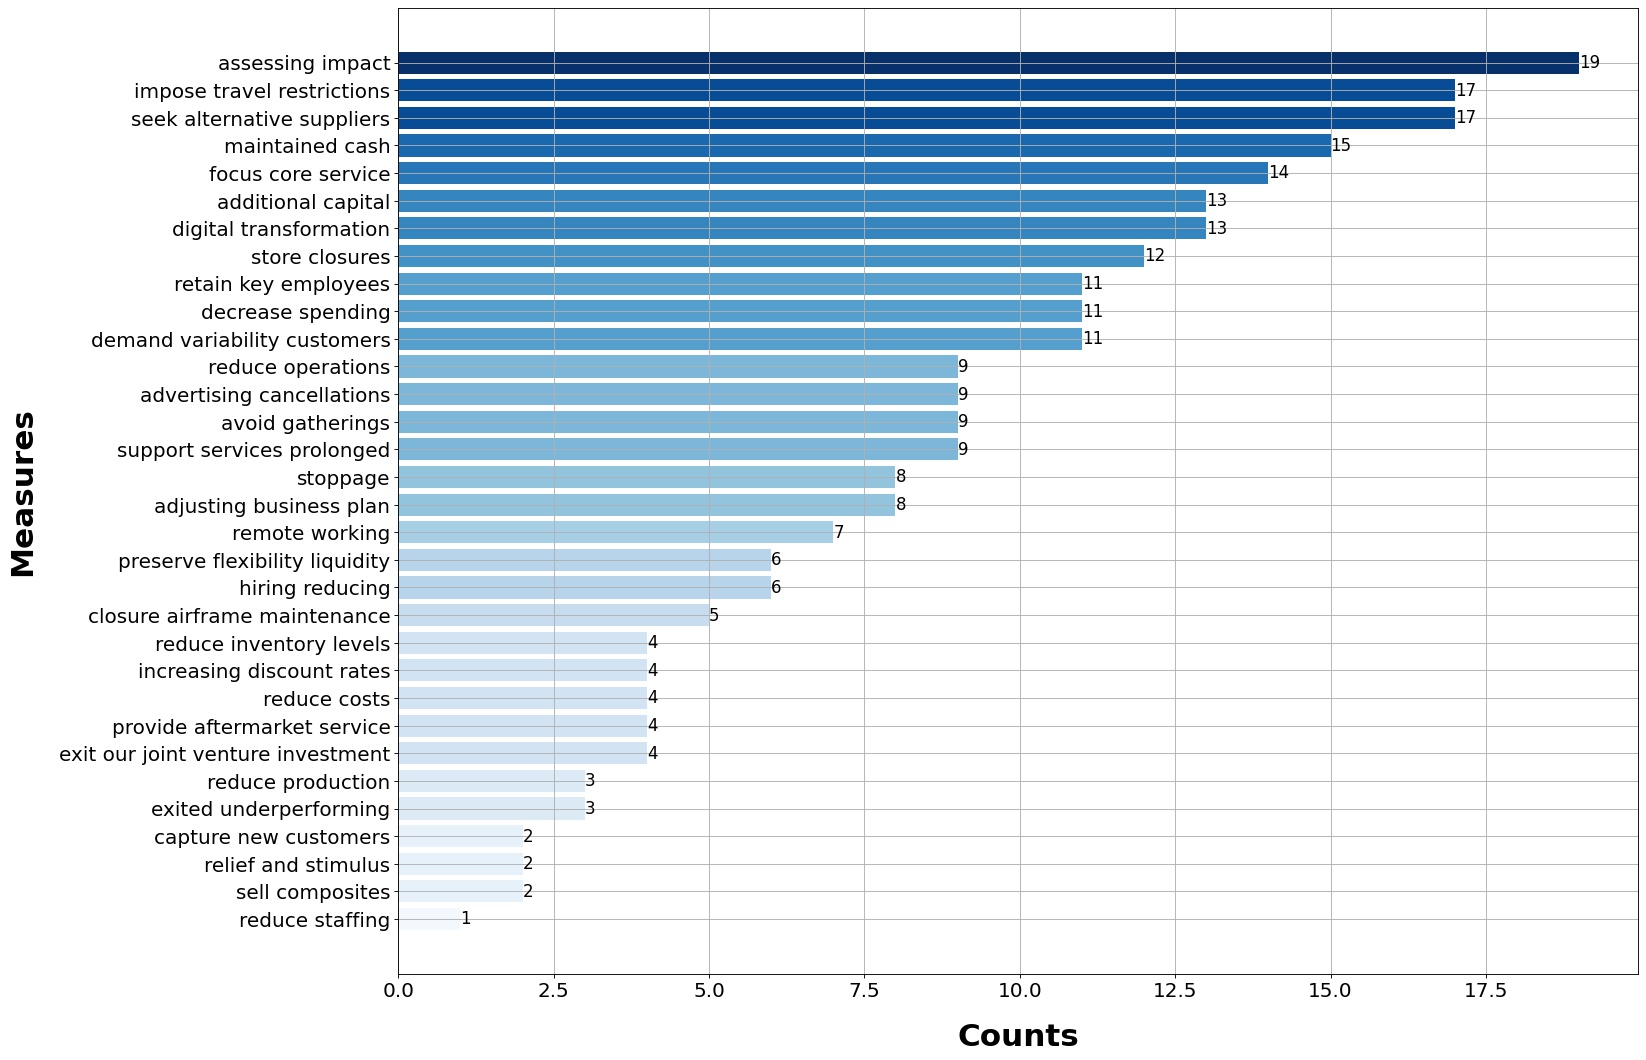 assessing impact 19
impose travel restrictions 17
seek alternative suppliers 17
maintained cash 15
focus core service 14
additional capital 13
digital transformation 13
store closures 12
retain key employees 11
decrease spending 11
demand variability customers 11
reduce operations 9
advertising cancellations 9
avoid gatherings 9
support services prolonged 9
stoppage 8
adjusting business plan 8
remote working 7
preserve flexibility liquidity 6
hiring reducing 6
closure airframe maintenance 5
reduce inventory levels 4
increasing discount rates 4
reduce costs 4
provide aftermarket service 4
exit our joint venture investment 4
reduce production 3
exited underperforming 3
capture new customers 2
relief and stimulus 2
sell composites 2
reduce staffing 1
Measures
0.0 2.5 5.0 7.5 10.0 12.5 15.0 17.5
Counts